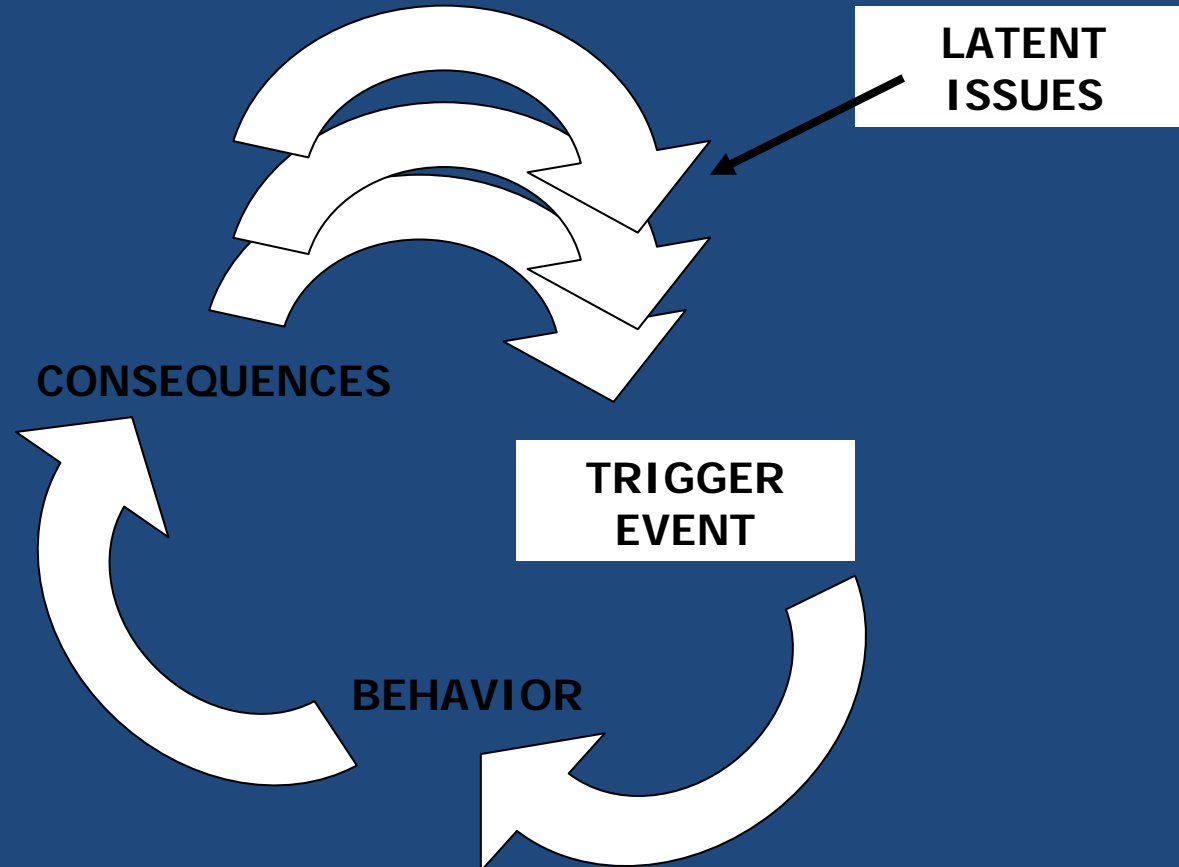 LATENT
ISSUES
CONSEQUENCES
TRIGGER
EVENT
BEHAVIOR